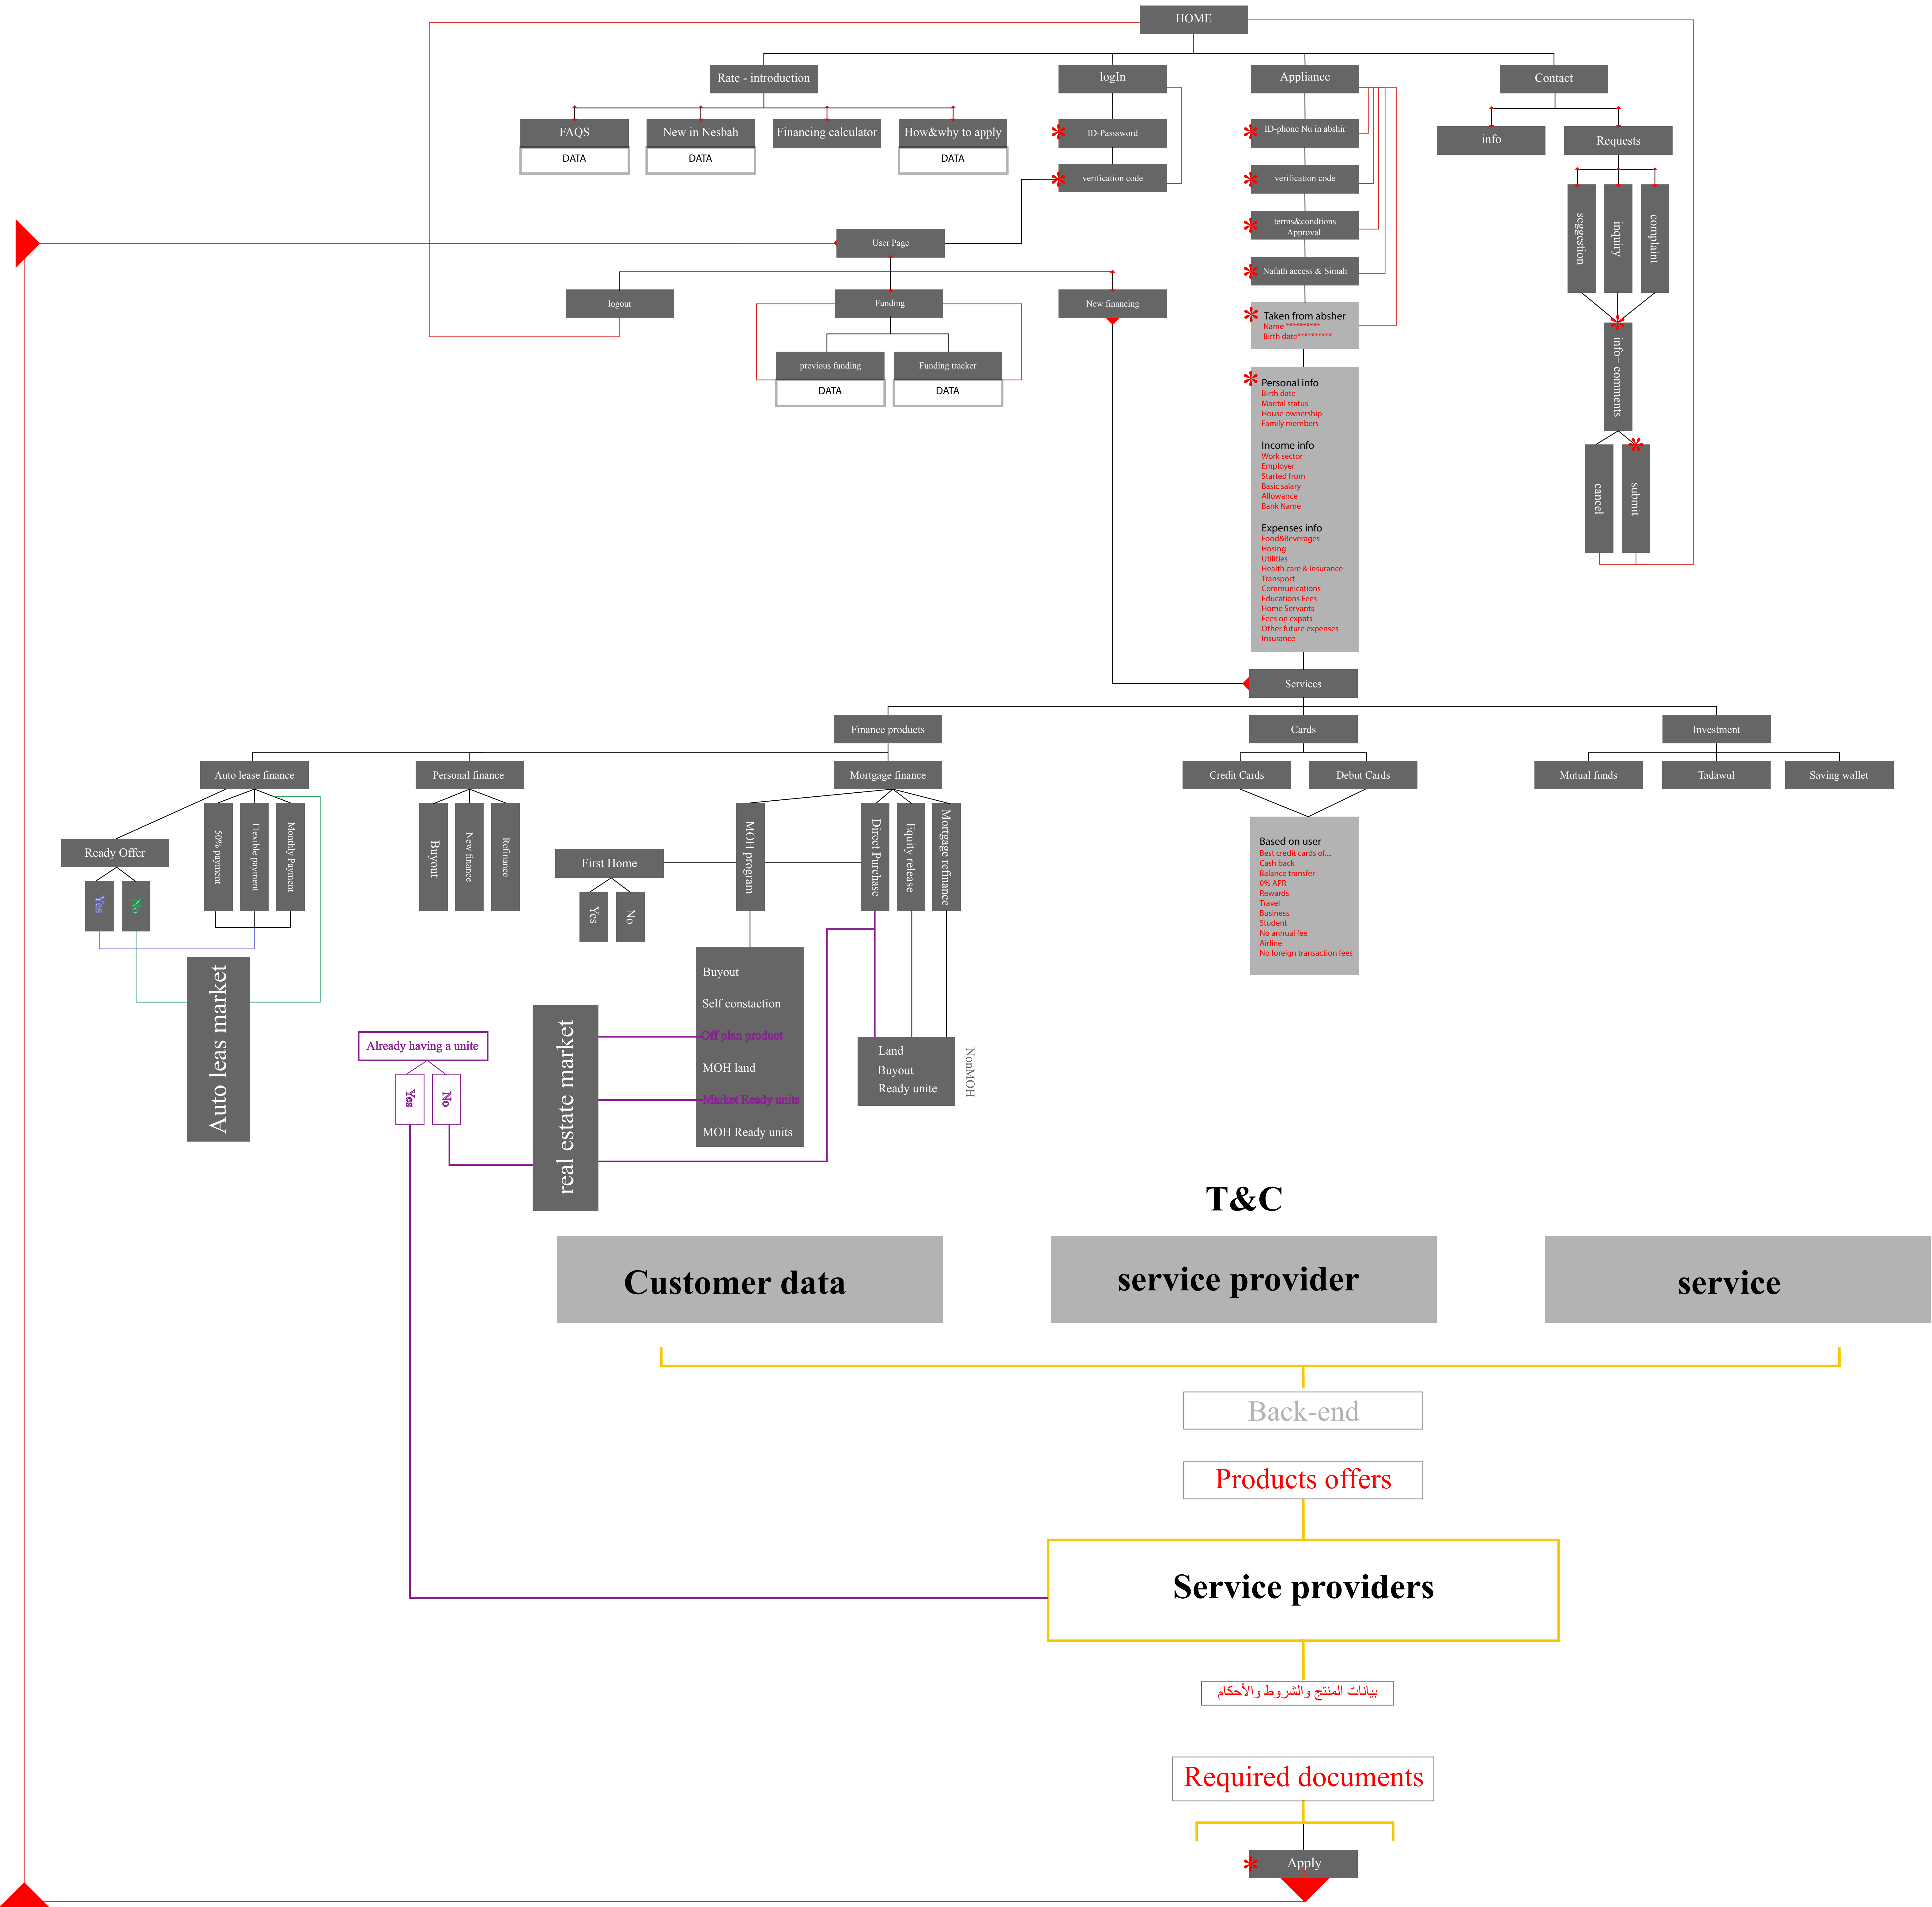 HOME
Rate - introduction
logIn
Appliance
Contact
FAQS
New in Nesbah
Financing calculator
How&why to apply
DATA
DATA
DATA
ID-Passsword
verification code
ID-phone Nu in abshir
verification code
terms&condtions
Approval
Nafath access & Simah
info
Requests
seggestion
inquiry
complaint
info+ comments
cancel
submit
User Page
logout
Funding
New financing
previous funding
Funding tracker
DATA
DATA
Taken from absher
Name **********
Birth date**********
Personal info
Birth date
Marital status
House ownership
Family members
Income info
Work sector
Employer
Started from
Basic salary
Allowance
Bank Name
Expenses info
Food&Beverages
Hosing
Utilities
Health care & insurance
Transport
Communications
Educations Fees
Home Servants
Fees on expats
Other future expenses
Insurance
Services
Finance products
Cards
Investment
Auto lease finance
Personal finance
Mortgage finance
Credit Cards
Debut Cards
Mutual funds
Tadawul
Saving wallet
Ready Offer
Yes
No
50% payment
Flexible payment
Monthly Payment
Buyout
New finance
Refinance
First Home
Yes
No
MOH program
Direct Purchase
Equity release
Mortgage refinance
Based on user
Best credit cards of....
Cash back
Balance transfer
0% APR
Rewards
Travel
Business
Student
No annual fee
Airline
No foreign transaction fees
Auto leas market
Already having a unite
Yes
No
real estate market
Buyout
Self constaction
Off plan product
MOH land
Market Ready units
MOH Ready units
Land
Buyout
Ready unite
NonMOH
T&C
Customer data
service provider
service
Back-end
Products offers
Service providers
بيانات المنتج والشروط والأحكام
Required documents
Apply